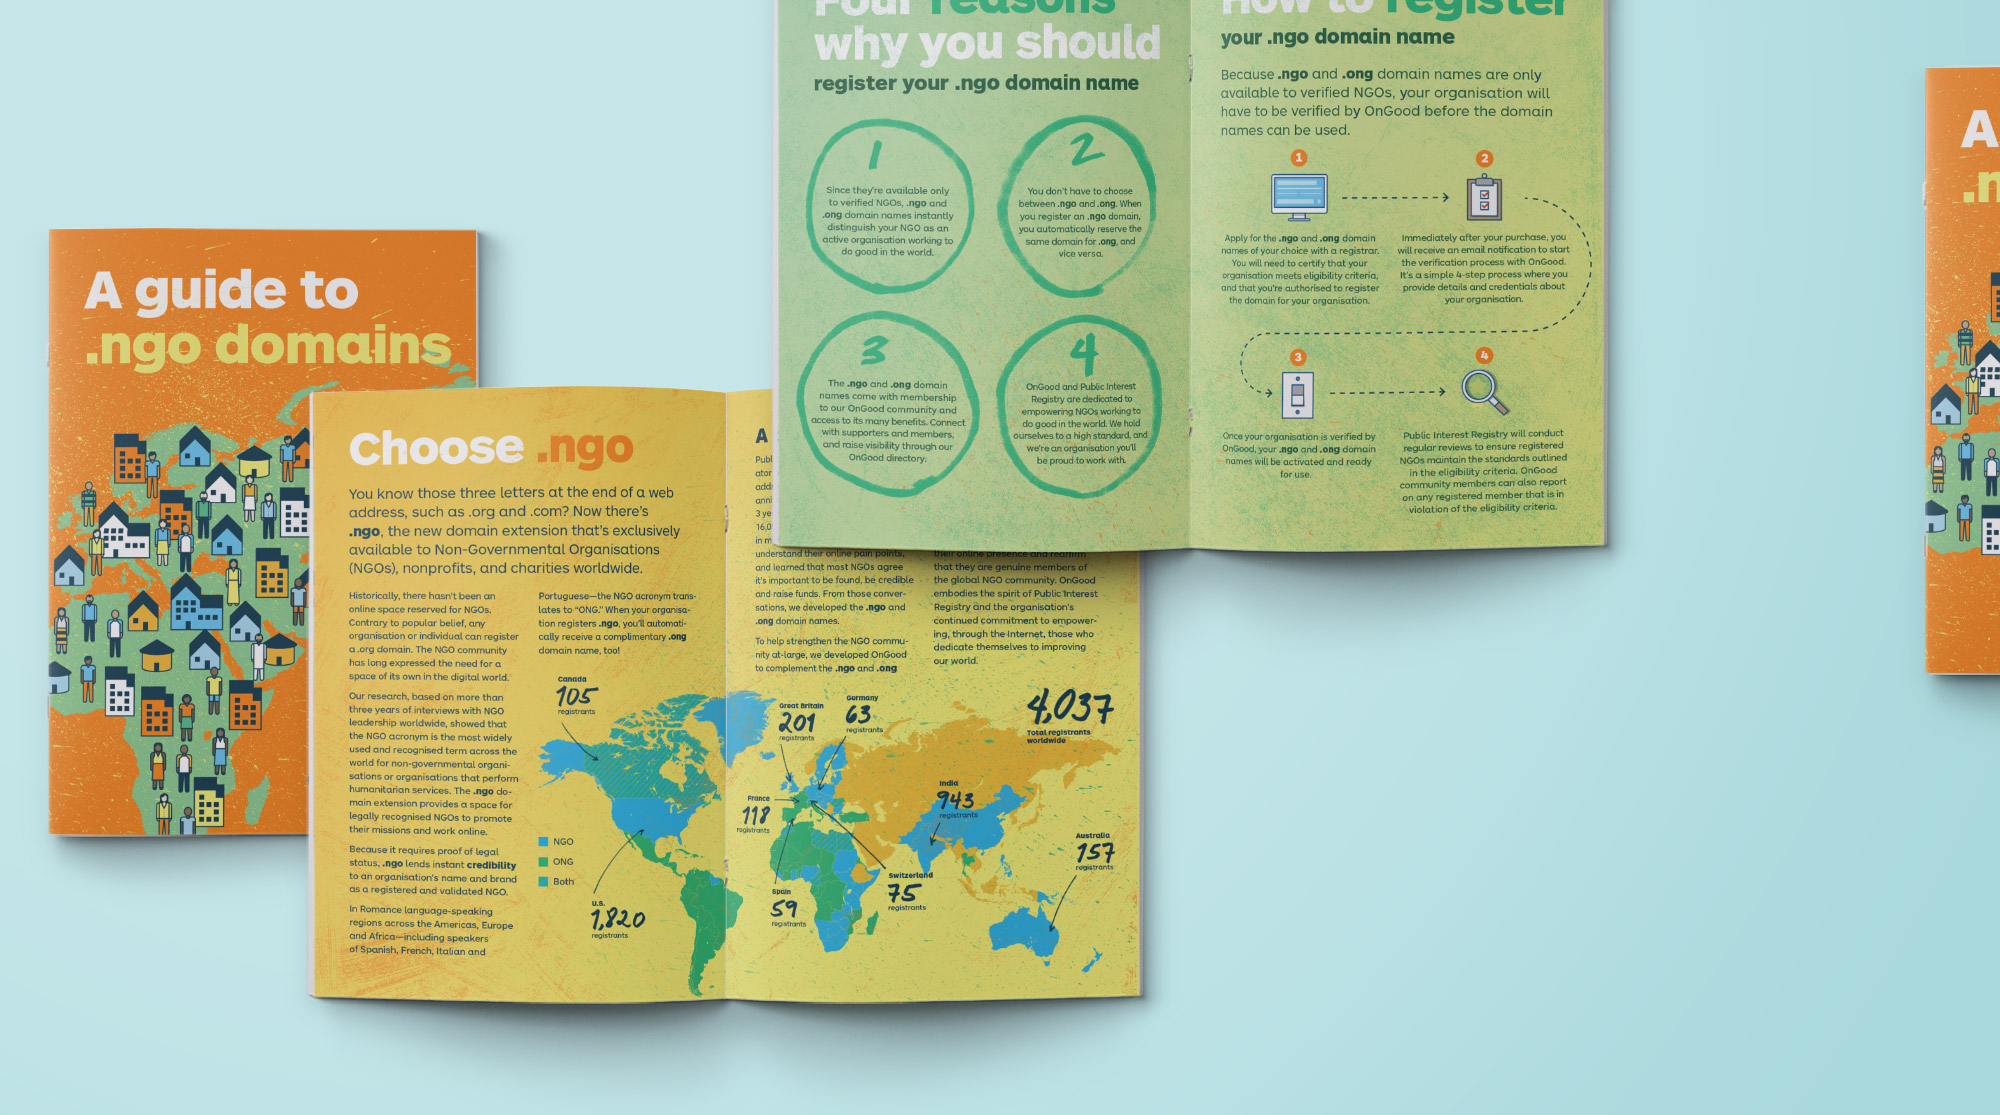 A guide to
.ngo domains
Choose .ngo
You know those three letters at the end of a web
address, such as .org and .com? Now there's
.ngo, the new domain extension that's exclusively
available to Non-Governmental Organisations
(NGOs), nonprofits, and charities worldwide.
Historically, there hasn't been an
online space reserved for NGOs.
Contrary to popular belief, any
organisation or individual can register
a .org domain. The NGO community
has long expressed the need for a
space of its own in the digital world.
Our research, based on more than
three years of interviews with NGO
leadership worldwide, showed that
the NGO acronym is the most widely
used and recognised term across the
world for non-governmental organi-
sations or organisations that perform
humanitarian services. The .ngo do-
main extension provides a space for
legally recognised NGOs to promote
their missions and work online.
Because it requires proof of legal
status, .ngo lends instant credibility
to an organisation's name and brand
as a registered and validated NGO.
In Romance language-speaking
regions across the Americas, Europe
and Africa—including speakers
of Spanish, French, Italian and
Portuguese—the NGO acronym trans-
lates to "ONG." When your organisa-
tion registers .ngo, you'll automati-
cally receive a complimentary .ong
domain name, too!
Canada
105
registrants
NGO
ONG
Both
U.S.
1,820
registrants
A
Publ
ator
addr
anni
3 ye
16,0
in m
understand their online pain points,
and learned that most NGOs agree
it's important to be found, be credible
and raise funds. From those conver-
sations, we developed the .ngo and
.ong domain names.
To help strengthen the NGO commu-
nity at-large, we developed OnGood
to complement the .ngo and .ong
their online presence and reaffirm
that they are genuine members of
the global NGO community. OnGood
embodies the spirit of Public Interest
Registry and the organisation's
continued commitment to empower-
ing, through the Internet, those who
dedicate themselves to improving
our world.
Great Britain
201
registrants
Germany
63
registrants
4,037
Total registrants
worldwide
France
118
registrants
India
943
registrants
Australia
157
registrants
Spain
59
registrants
Switzerland
75
registrants
Four reasons
why you should
register your .ngo domain name
1
Since they're available only
to verified NGOs, .ngo and
.ong domain names instantly
distinguish your NGO as an
active organisation working to
do good in the world.
2
You don't have to choose
between .ngo and .ong. When
you register an .ngo domain,
you automatically reserve the
same domain for .ong, and
vice versa.
3
The .ngo and .ong domain
names come with membership
to our OnGood community and
access to its many benefits. Connect
with supporters and members,
and raise visibility through our
OnGood directory.
4
OnGood and Public Interest
Registry are dedicated to
empowering NGOs working to
do good in the world. We hold
ourselves to a high standard, and
we're an organisation you'll
be proud to work with.
How to register
your .ngo domain name
Because .ngo and .ong domain names are only
available to verified NGOs, your organisation will
have to be verified by OnGood before the domain
names can be used.
1
Apply for the .ngo and .ong domain
names of your choice with a registrar.
You will need to certify that your
organisation meets eligibility criteria,
and that you're authorised to register
the domain for your organisation.
2
Immediately after your purchase, you
will receive an email notification to start
the verification process with OnGood.
It's a simple 4-step process where you
provide details and credentials about
your organisation.
3
Once your organisation is verified by
OnGood, your .ngo and .ong domain
names will be activated and ready
for use.
4
Public Interest Registry will conduct
regular reviews to ensure registered
NGOs maintain the standards outlined
in the eligibility criteria. OnGood
community members can also report
on any registered member that is in
violation of the eligibility criteria.
A
.n